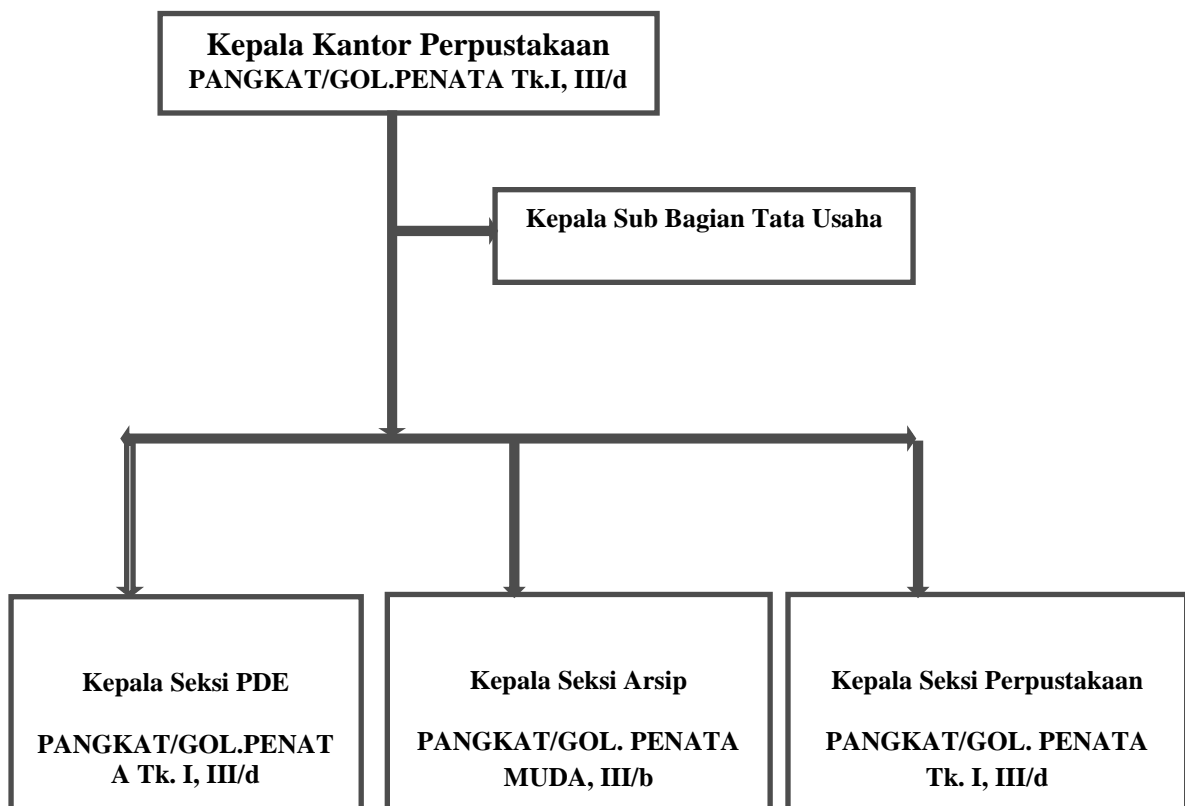 Kepala Kantor Perpustakaan
PANGKAT/GOL.PENATA Tk.I, III/d
Kepala Sub Bagian Tata Usaha
Kepala Seksi PDE
PANGKAT/GOL.PENAT
A Tk. I, III/d
Kepala Seksi Arsip
PANGKAT/GOL. PENATA
MUDA, III/b
Kepala Seksi Perpustakaan
PANGKAT/GOL. PENATA
Tk. I, III/d